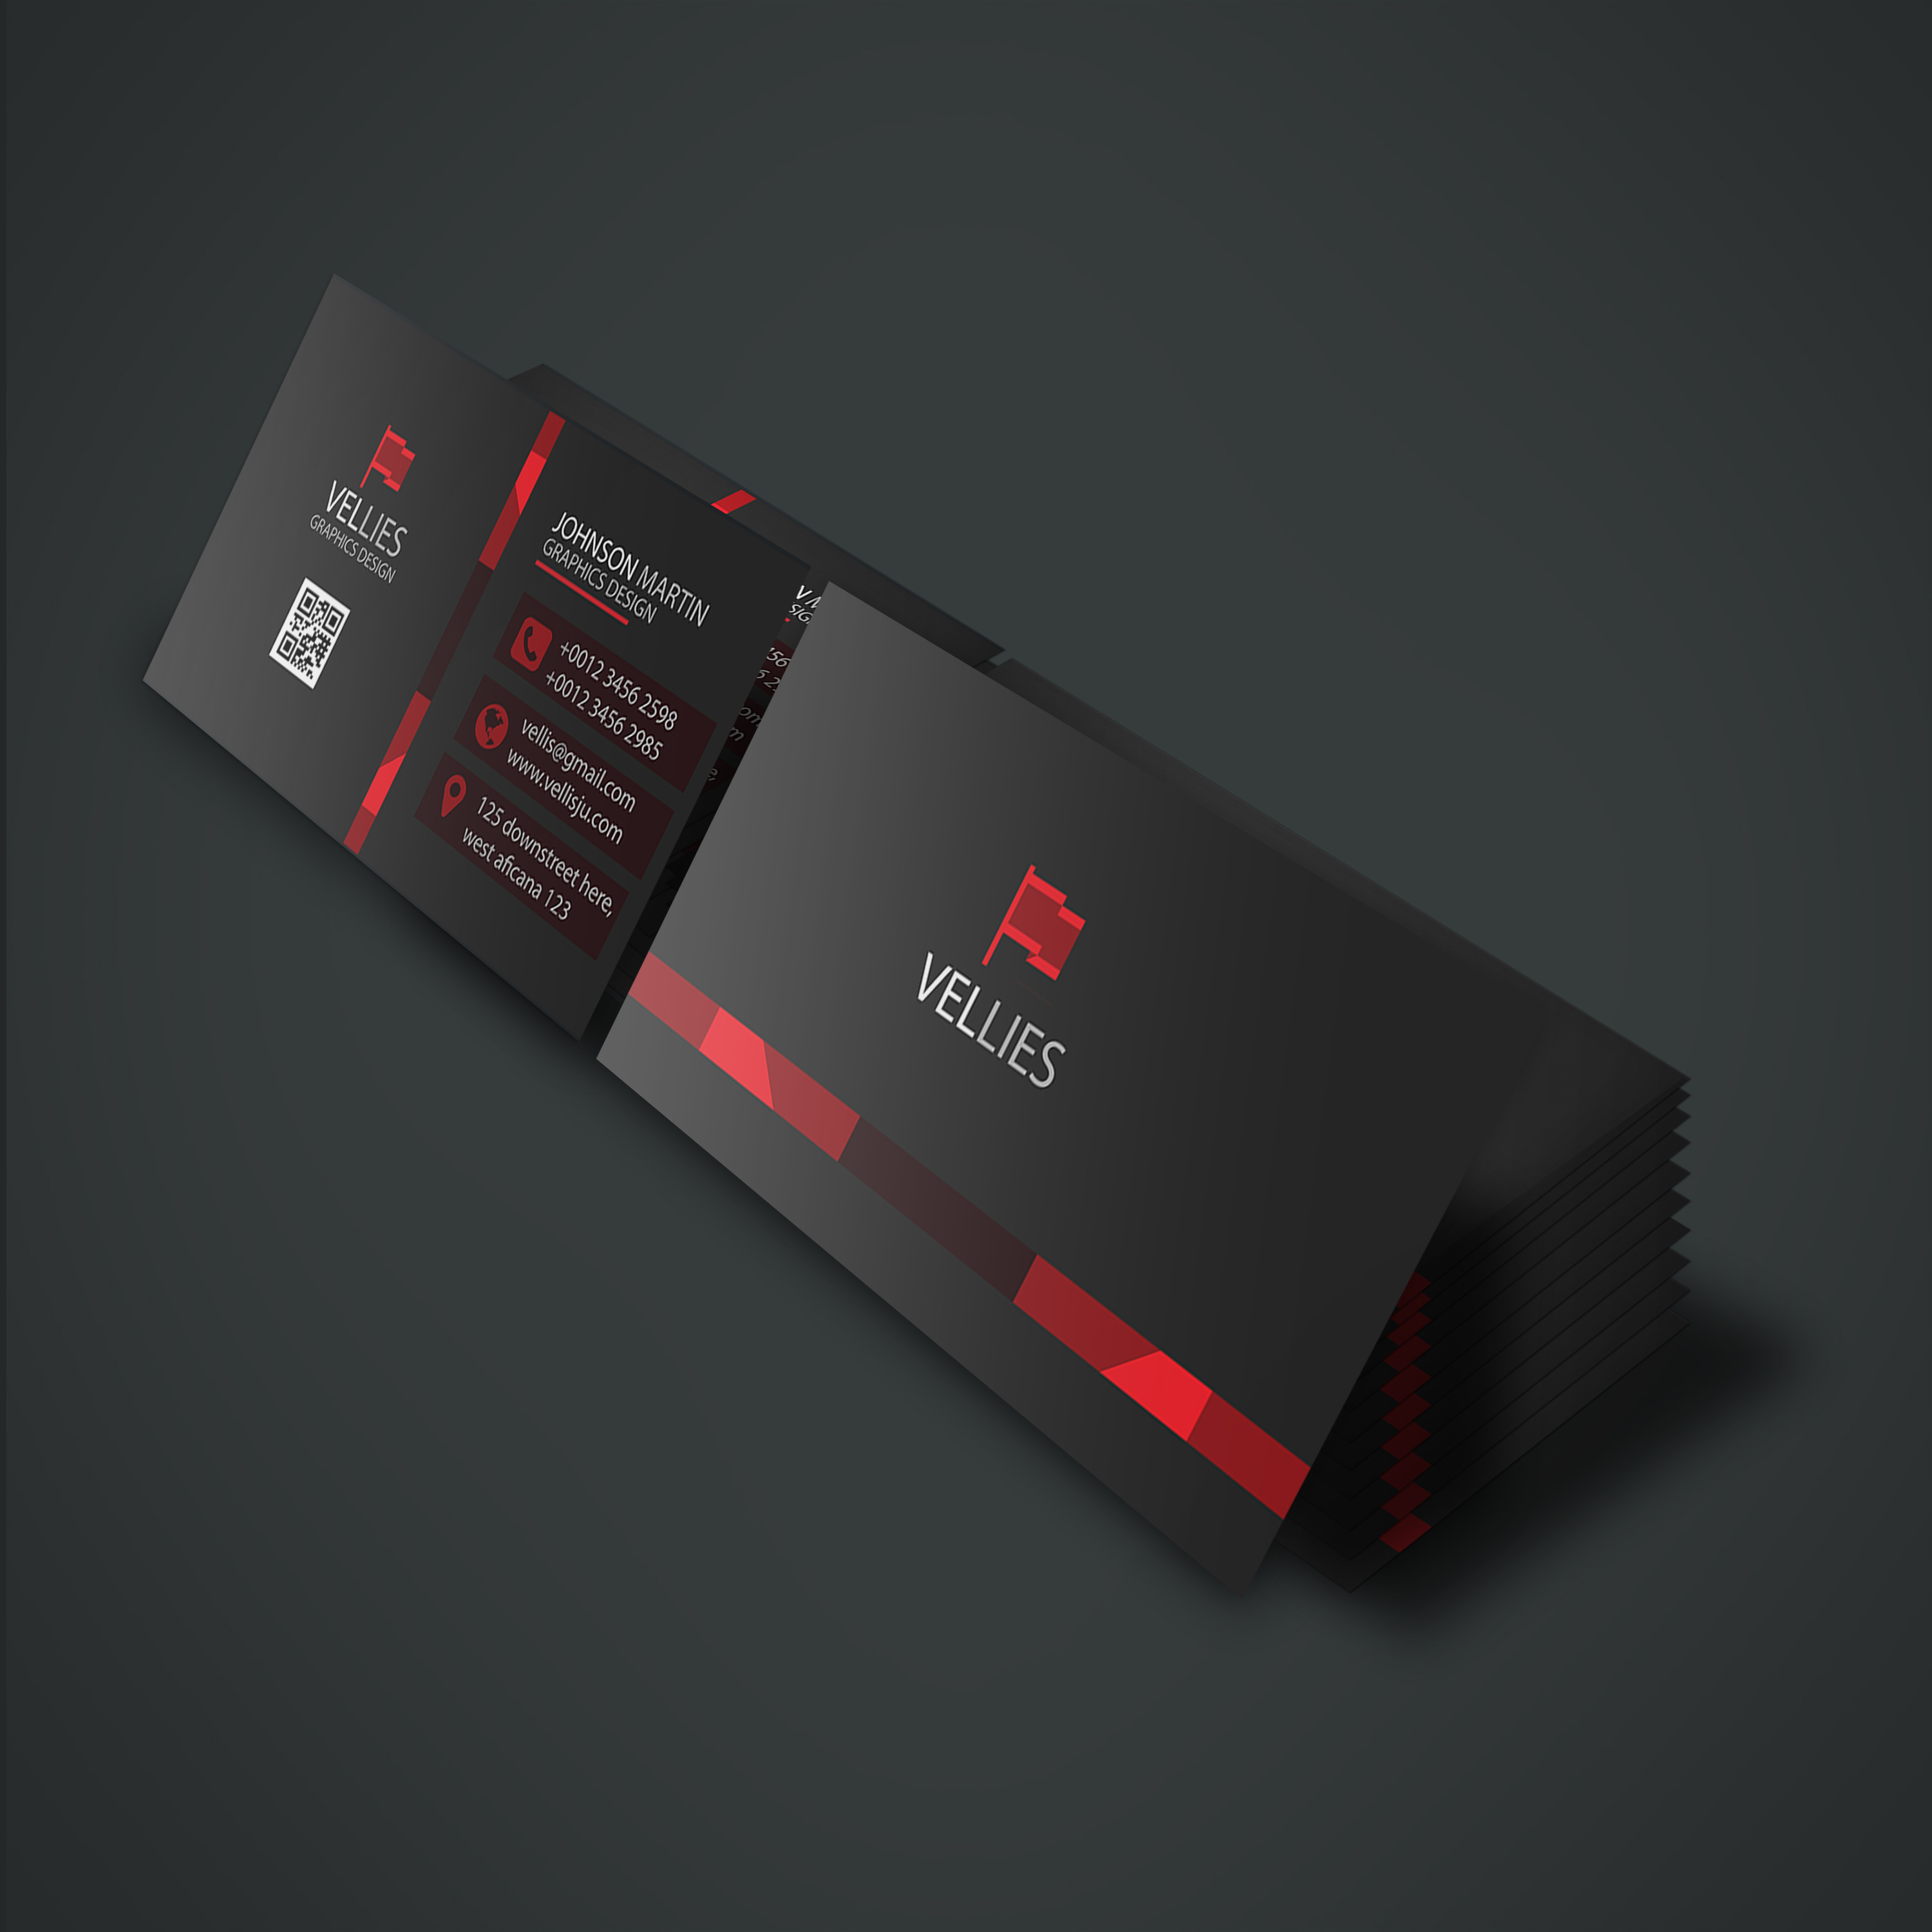 VELLIES
GRAPHICS DESIGN
JOHNSON MARTIN
GRAPHICS DESIGN
+0012 3456 2598
+0012 3456 2985
vellis@gmail.com
www.vellisju.com
125 downstreet here,
west aficana 123
VELLIES